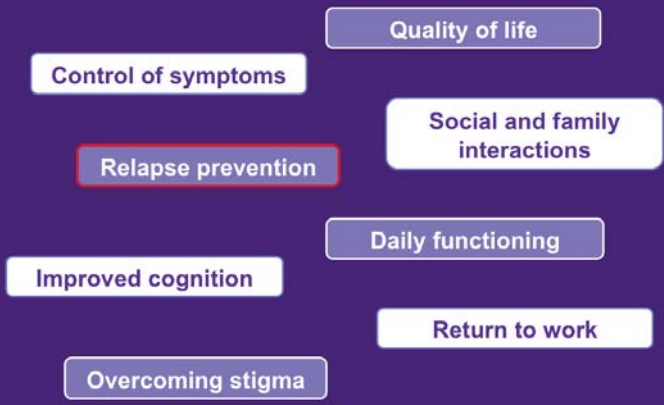 Quality of life
Control of symptoms
Social and family
interactions
Relapse prevention
Daily functioning
Improved cognition
Return to work
Overcoming stigma